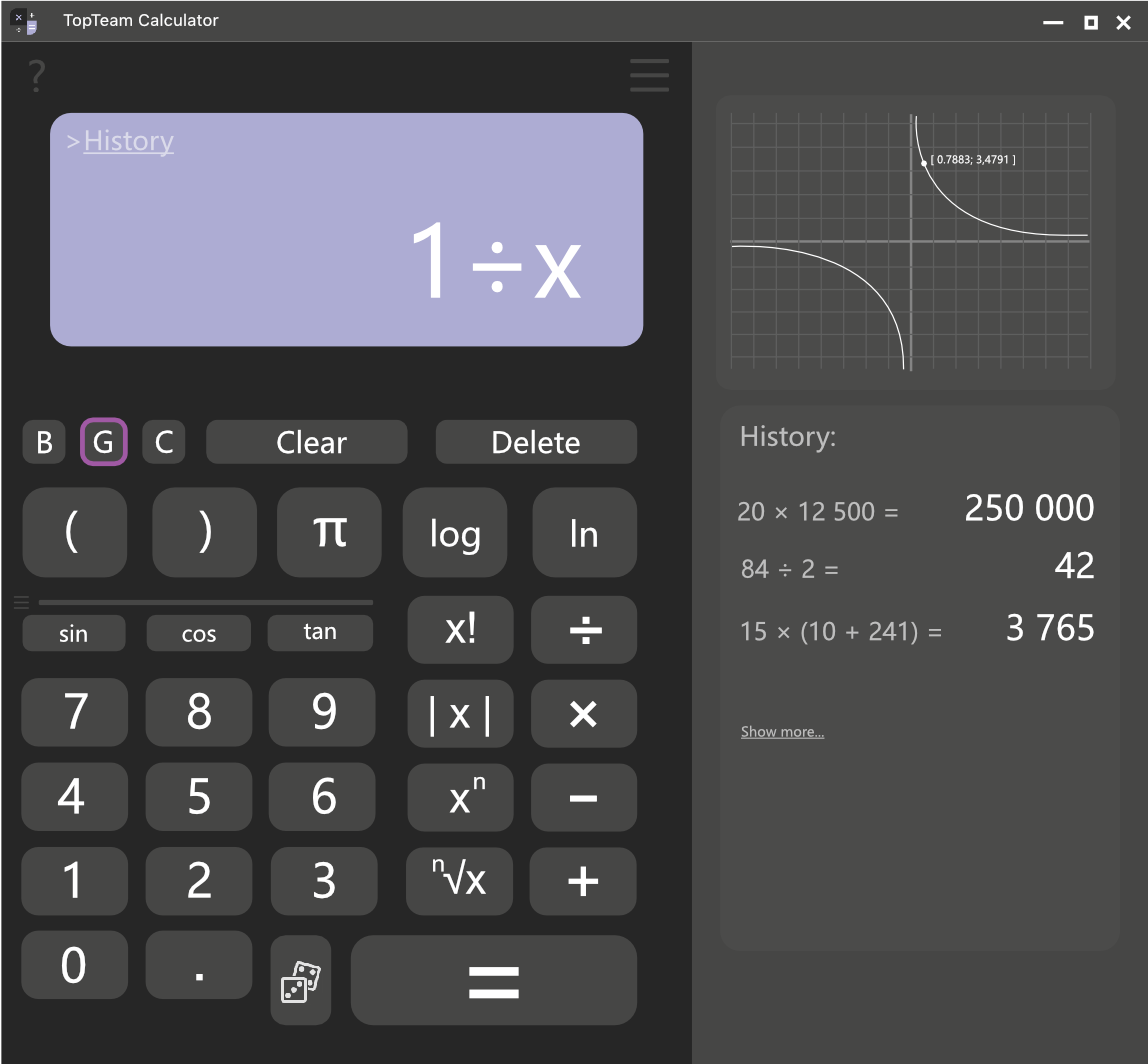 TopTeam Calculator
?
>History
1÷x
[ 0.7883; 3,4791 ]
B G C Clear Delete
( ) π log ln
sin cos tan x! ÷
7 8 9 | x | ×
4 5 6 xⁿ −
1 2 3 ⁿ√x +
0 . =
History:
20 × 12 500 = 250 000
84 ÷ 2 = 42
15 × (10 + 241) = 3 765
Show more...